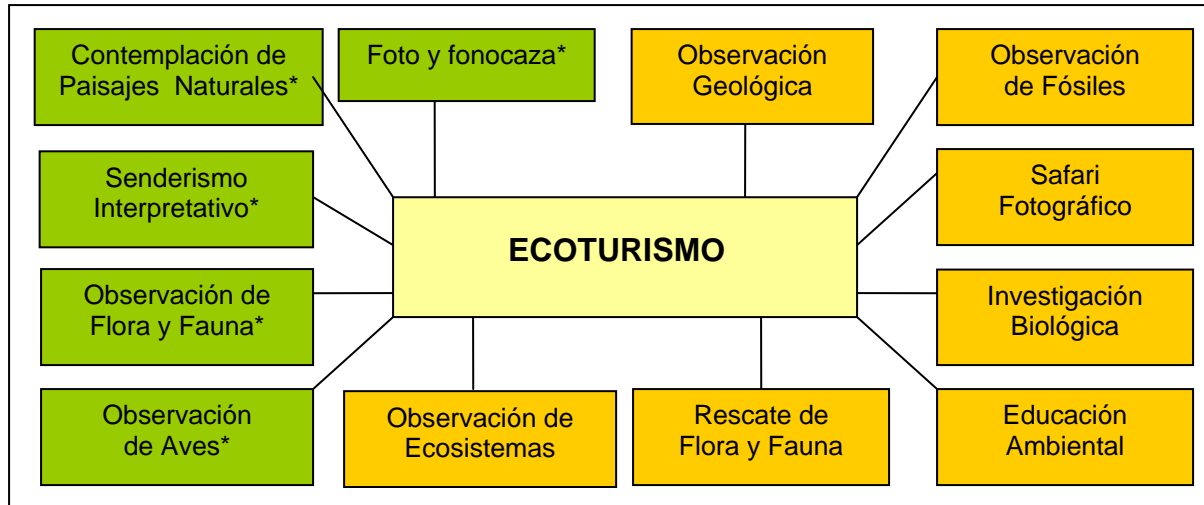 Contemplación de
Paisajes Naturales*
Foto y fonocaza*
Observación
Geológica
Observación
de Fósiles
Senderismo
Interpretativo*
Safari
Fotográfico
ECOTURISMO
Observación de
Flora y Fauna*
Investigación
Biológica
Observación
de Aves*
Observación de
Ecosistemas
Rescate de
Flora y Fauna
Educación
Ambiental